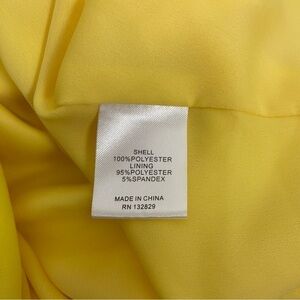 SHELL
100%POLYESTER
LINING
95%POLYESTER
5%SPANDEX
MADE IN CHINA
RN 132829